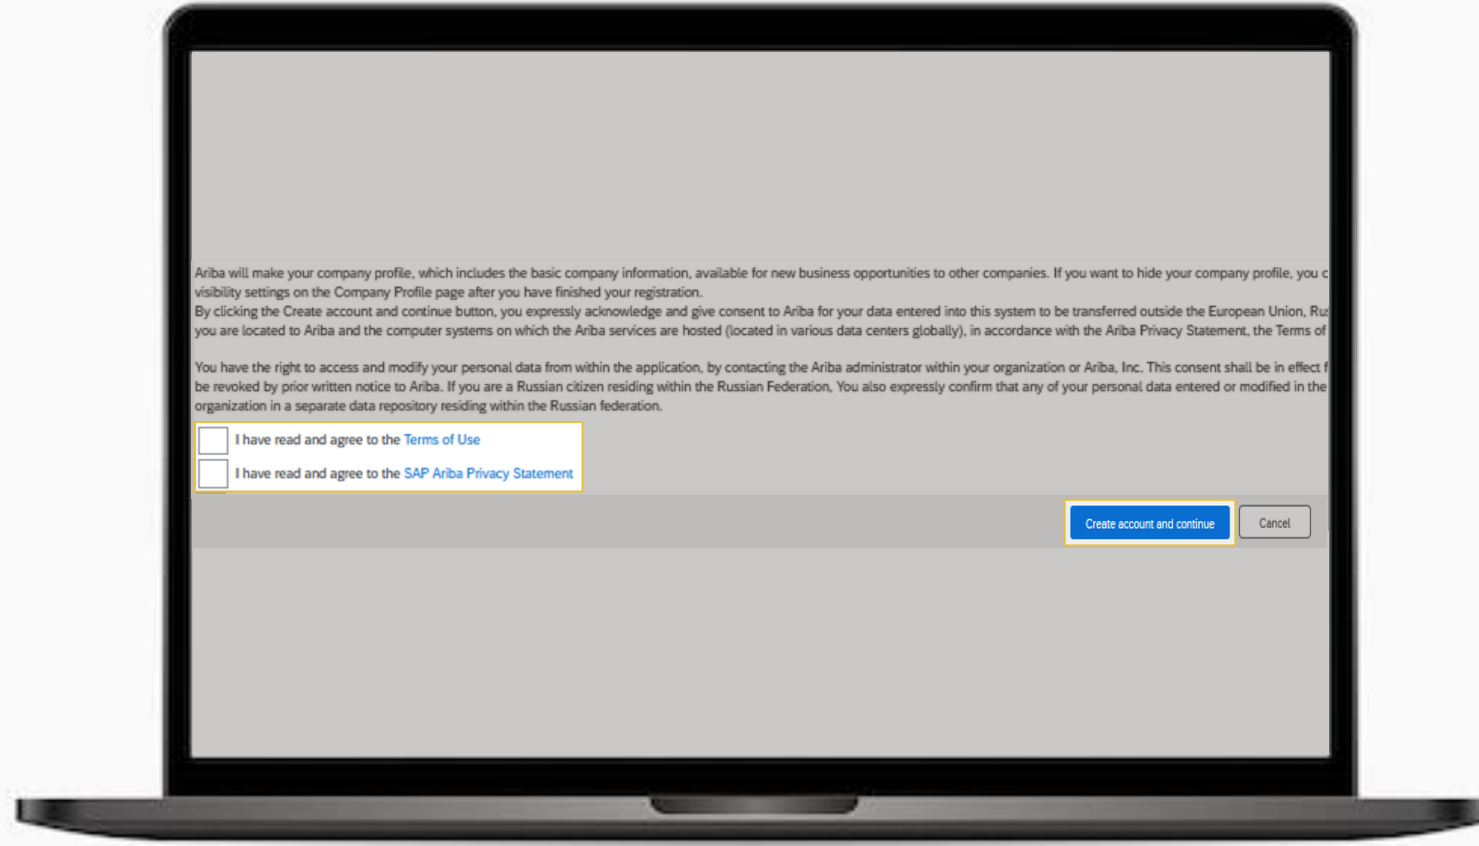 Ariba will make your company profile, which includes the basic company information, available for new business opportunities to other companies. If you want to hide your company profile, you c
visibility settings on the Company Profile page after you have finished your registration.
By clicking the Create account and continue button, you expressly acknowledge and give consent to Ariba for your data entered into this system to be transferred outside the European Union, Rus
you are located to Ariba and the computer systems on which the Ariba services are hosted (located in various data centers globally), in accordance with the Ariba Privacy Statement, the Terms of
You have the right to access and modify your personal data from within the application, by contacting the Ariba administrator within your organization or Ariba, Inc. This consent shall be in effect f
be revoked by prior written notice to Ariba. If you are a Russian citizen residing within the Russian Federation, You also expressly confirm that any of your personal data entered or modified in the
organization in a separate data repository residing within the Russian federation.
I have read and agree to the Terms of Use
I have read and agree to the SAP Ariba Privacy Statement
Create account and continue Cancel